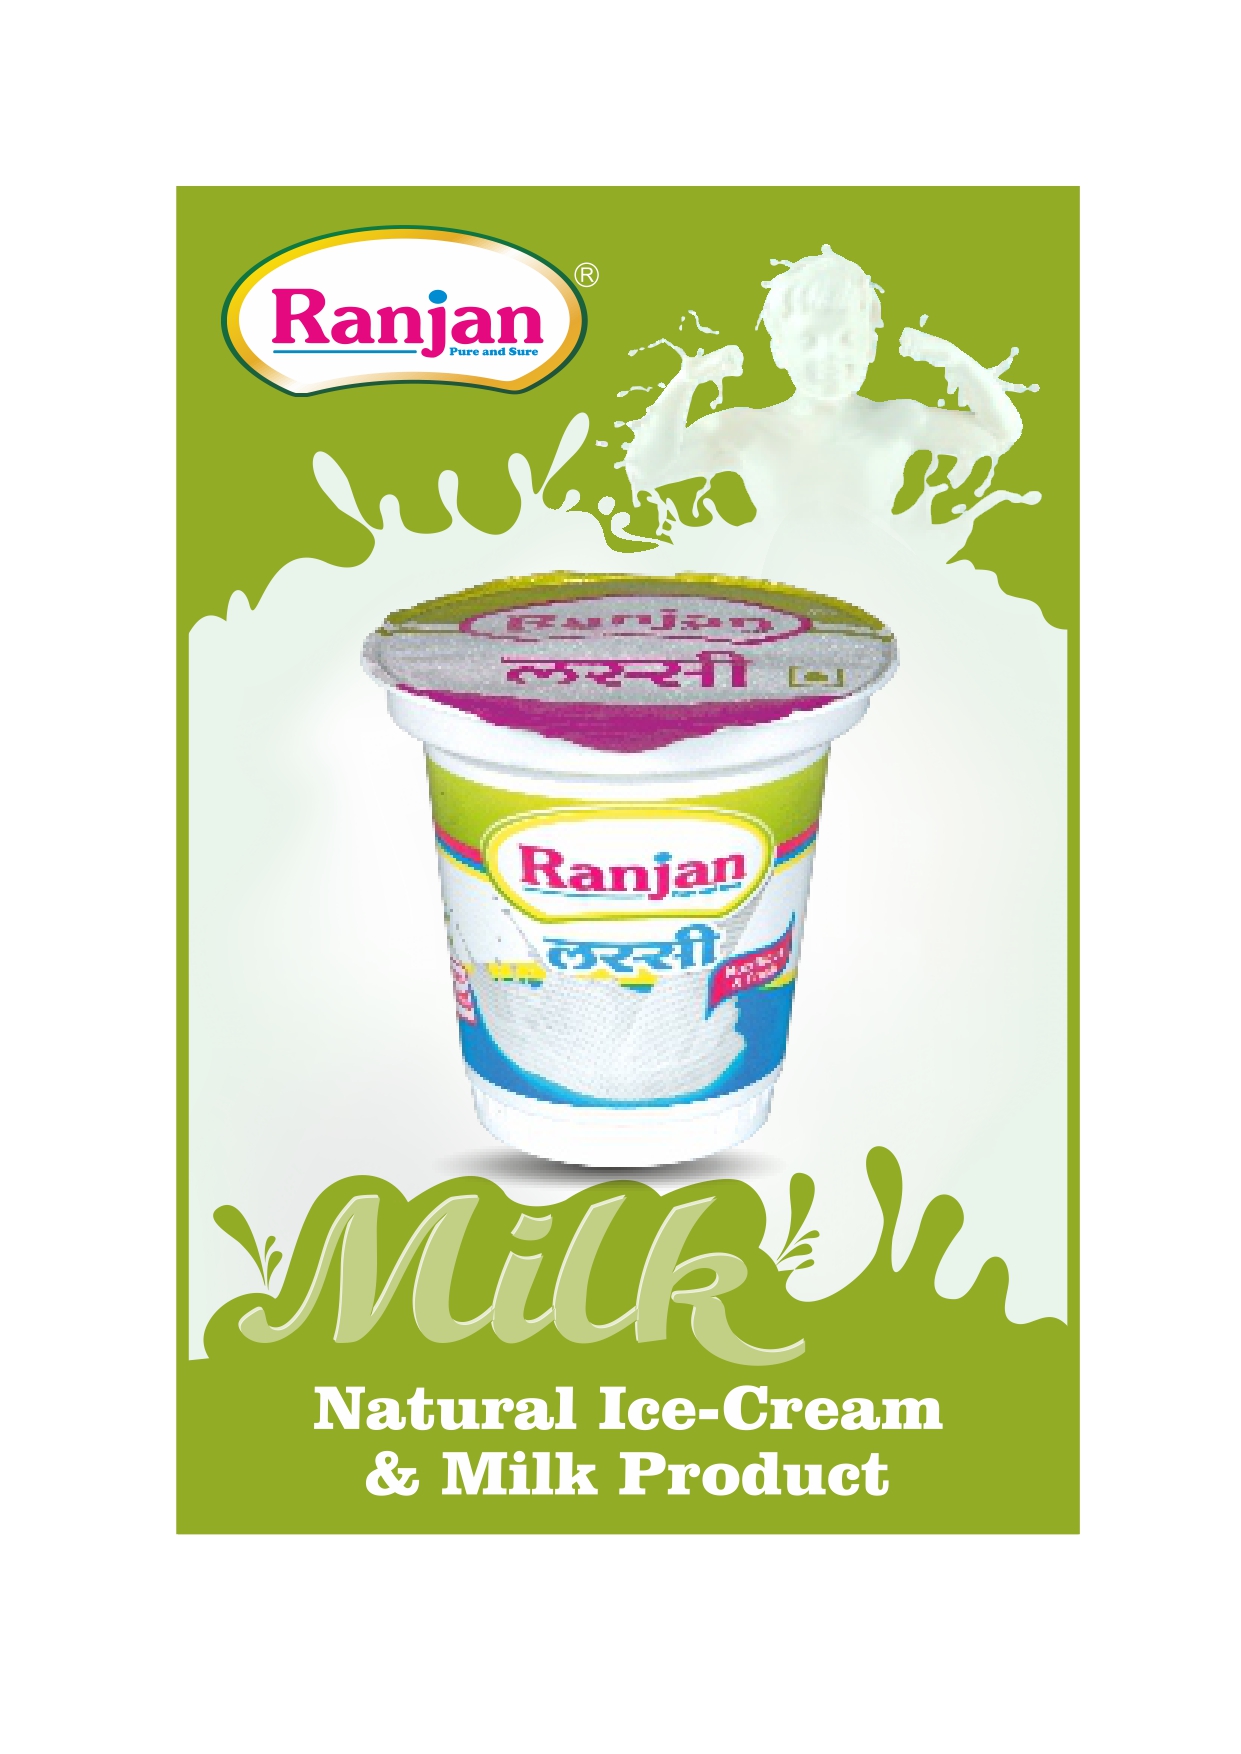 Ranjan
®
Pure and Sure
Ranjan
लस्सी
Ranjan
लस्सी
Milk
Natural Ice-Cream
& Milk Product